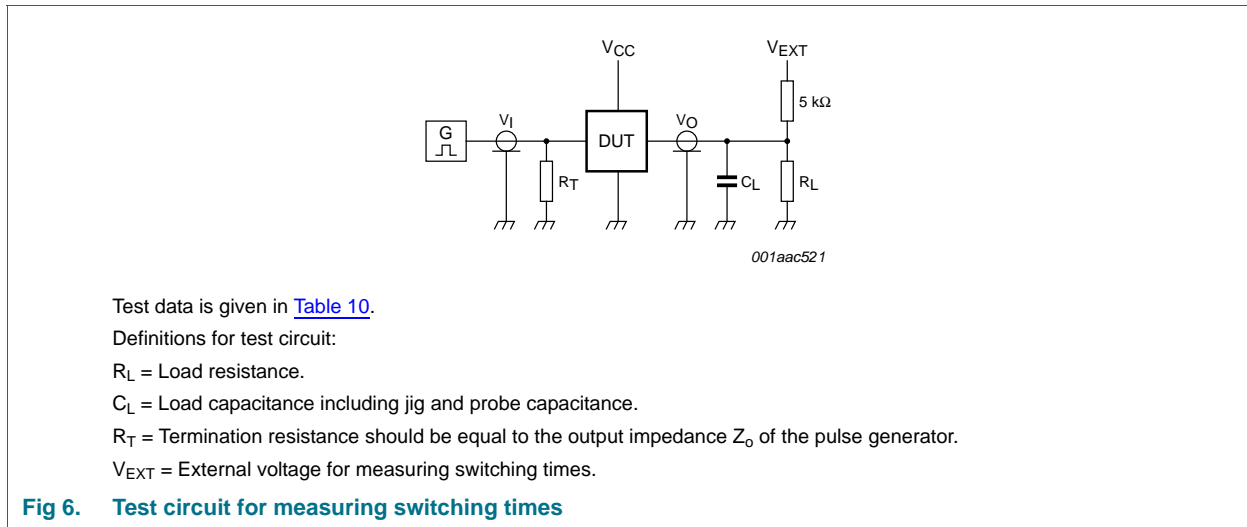 VCC
VEXT
5 kΩ
G
VI
DUT
VO
RT
CL
RL
001aac521
Test data is given in Table 10.
Definitions for test circuit:
RL = Load resistance.
CL = Load capacitance including jig and probe capacitance.
RT = Termination resistance should be equal to the output impedance Zo of the pulse generator.
VEXT = External voltage for measuring switching times.
Fig 6. Test circuit for measuring switching times